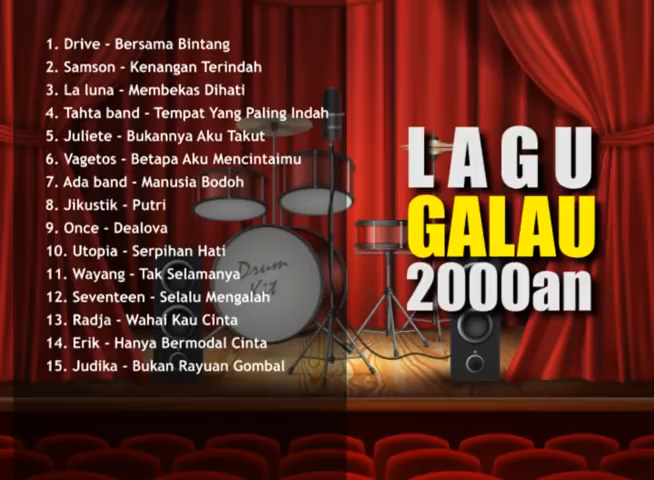 1. Drive - Bersama Bintang
2. Samson - Kenangan Terindah
3. La luna - Membekas Dihati
4. Tahta band - Tempat Yang Paling Indah
5. Juliete - Bukannya Aku Takut
6. Vagetos - Betapa Aku Mencintaimu
7. Ada band - Manusia Bodoh
8. Jikustik - Putri
9. Once - Dealova
10. Utopia - Serpihan Hati
11. Wayang - Tak Selamanya
12. Seventeen - Selalu Mengalah
13. Radja - Wahai Kau Cinta
14. Erik - Hanya Bermodal Cinta
15. Judika - Bukan Rayuan Gombal
LAGU
GALAU
2000an
Drum
Kit